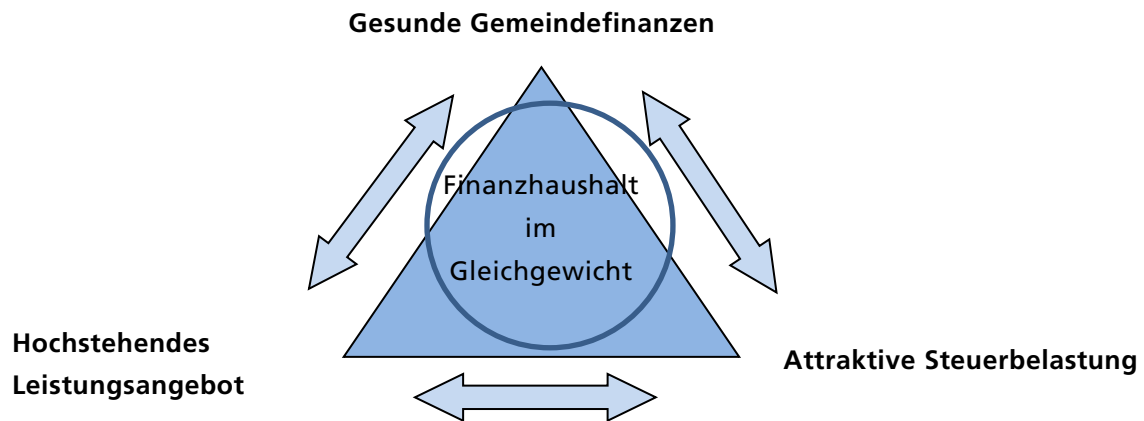 Gesunde Gemeindefinanzen
Finanzhaushalt
im
Gleichgewicht
Hochstehendes
Leistungsangebot
Attraktive Steuerbelastung